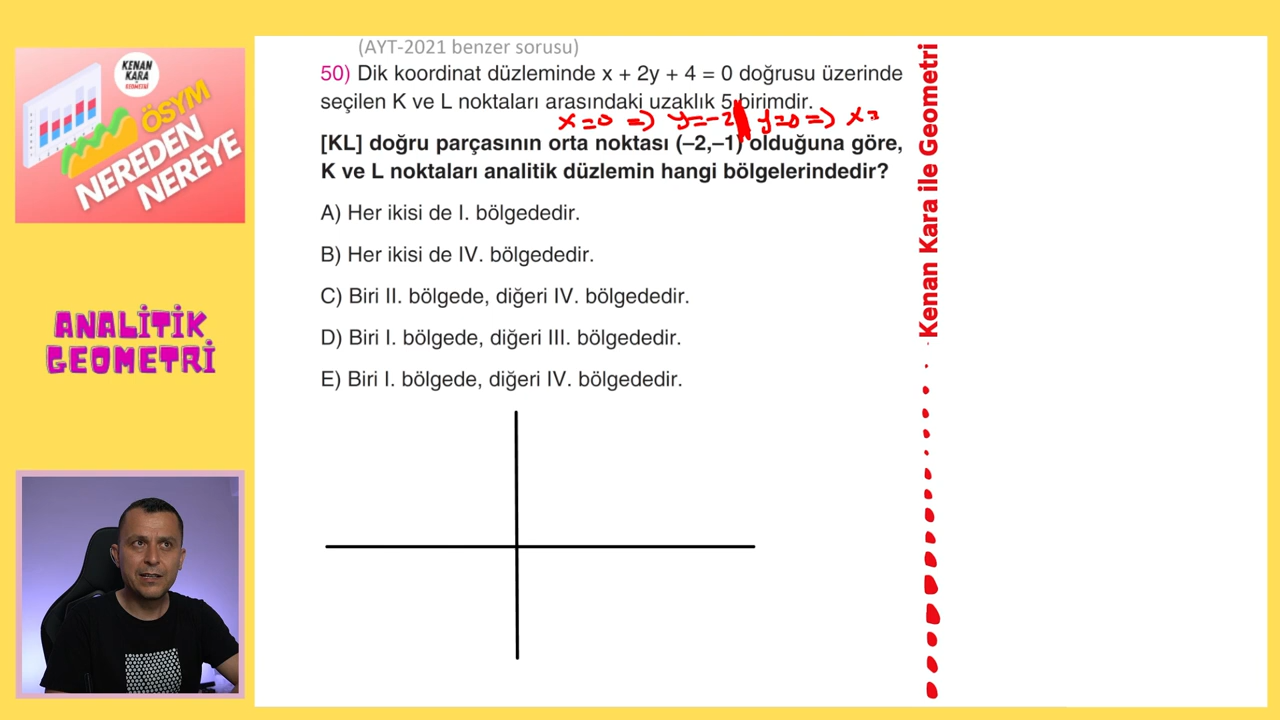 KENAN
KARA
ile
GEOMETRİ
ÖSYM
NEREDEN
NEREYE
ANALİTİK
GEOMETRİ
(AYT-2021 benzer sorusu)
50) Dik koordinat düzleminde x + 2y + 4 = 0 doğrusu üzerinde
seçilen K ve L noktaları arasındaki uzaklık 5 birimdir.
x=0 => y=-2 y=0 => x=
[KL] doğru parçasının orta noktası (–2,–1) olduğuna göre,
K ve L noktaları analitik düzlemin hangi bölgelerindedir?
A) Her ikisi de I. bölgededir.
B) Her ikisi de IV. bölgededir.
C) Biri II. bölgede, diğeri IV. bölgededir.
D) Biri I. bölgede, diğeri III. bölgededir.
E) Biri I. bölgede, diğeri IV. bölgededir.
Kenan Kara ile Geometri